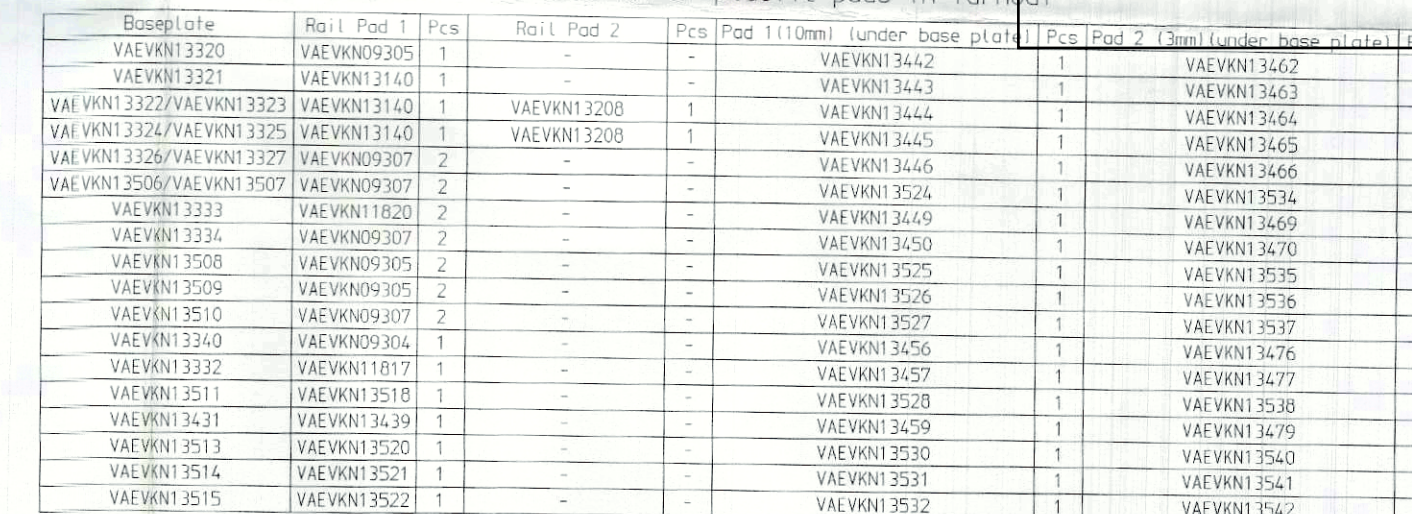 pads in
Baseplate Rail Pad 1 Pcs Rail Pad 2 Pcs Pad 1(10mm) (under base plate) Pcs Pad 2 (3mm)(under base plate)
VAEVKN13320 VAEVKN09305 1 - - VAEVKN13442 1 VAEVKN13462
VAEVKN13321 VAEVKN13140 1 - - VAEVKN13443 1 VAEVKN13463
VAEVKN13322/VAEVKN13323 VAEVKN13140 1 VAEVKN13208 1 VAEVKN13444 1 VAEVKN13464
VAEVKN13324/VAEVKN13325 VAEVKN13140 1 VAEVKN13208 1 VAEVKN13445 1 VAEVKN13465
VAEVKN13326/VAEVKN13327 VAEVKN09307 2 - - VAEVKN13446 1 VAEVKN13466
VAEVKN13506/VAEVKN13507 VAEVKN09307 2 - - VAEVKN13524 1 VAEVKN13534
VAEVKN13333 VAEVKN11820 2 - - VAEVKN13449 1 VAEVKN13469
VAEVKN13334 VAEVKN09307 2 - - VAEVKN13450 1 VAEVKN13470
VAEVKN13508 VAEVKN09305 2 - - VAEVKN13525 1 VAEVKN13535
VAEVKN13509 VAEVKN09305 2 - - VAEVKN13526 1 VAEVKN13536
VAEVKN13510 VAEVKN09307 2 - - VAEVKN13527 1 VAEVKN13537
VAEVKN13340 VAEVKN09304 1 - - VAEVKN13456 1 VAEVKN13476
VAEVKN13332 VAEVKN11817 1 - - VAEVKN13457 1 VAEVKN13477
VAEVKN13511 VAEVKN13518 1 - - VAEVKN13528 1 VAEVKN13538
VAEVKN13431 VAEVKN13439 1 - - VAEVKN13459 1 VAEVKN13479
VAEVKN13513 VAEVKN13520 1 - - VAEVKN13530 1 VAEVKN13540
VAEVKN13514 VAEVKN13521 1 - - VAEVKN13531 1 VAEVKN13541
VAEVKN13515 VAEVKN13522 1 - - VAEVKN13532 1 VAEVKN13542